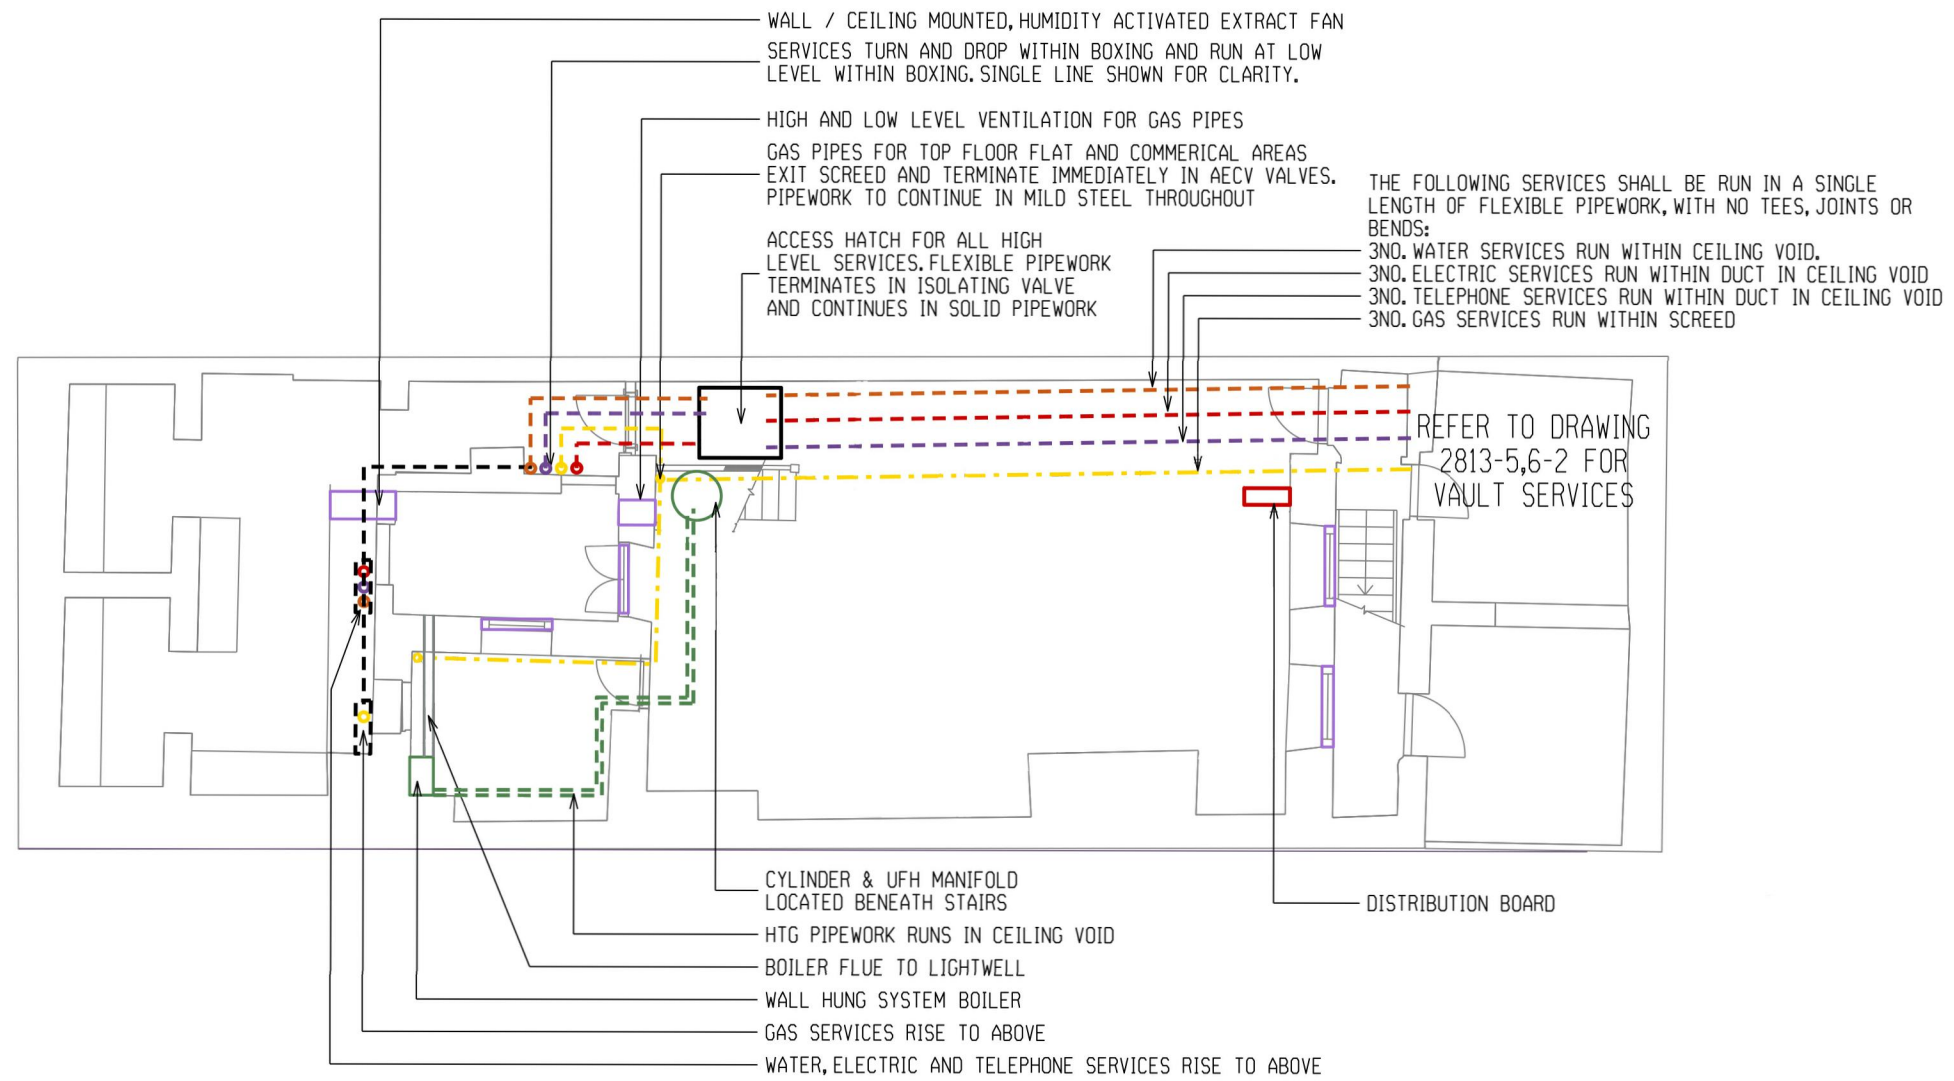 WALL / CEILING MOUNTED, HUMIDITY ACTIVATED EXTRACT FAN
SERVICES TURN AND DROP WITHIN BOXING AND RUN AT LOW
LEVEL WITHIN BOXING. SINGLE LINE SHOWN FOR CLARITY.
HIGH AND LOW LEVEL VENTILATION FOR GAS PIPES
GAS PIPES FOR TOP FLOOR FLAT AND COMMERICAL AREAS
EXIT SCREED AND TERMINATE IMMEDIATELY IN AECV VALVES.
PIPEWORK TO CONTINUE IN MILD STEEL THROUGHOUT
ACCESS HATCH FOR ALL HIGH
LEVEL SERVICES. FLEXIBLE PIPEWORK
TERMINATES IN ISOLATING VALVE
AND CONTINUES IN SOLID PIPEWORK
THE FOLLOWING SERVICES SHALL BE RUN IN A SINGLE
LENGTH OF FLEXIBLE PIPEWORK, WITH NO TEES, JOINTS OR
BENDS:
3NO. WATER SERVICES RUN WITHIN CEILING VOID.
3NO. ELECTRIC SERVICES RUN WITHIN DUCT IN CEILING VOID
3NO. TELEPHONE SERVICES RUN WITHIN DUCT IN CEILING VOID
3NO. GAS SERVICES RUN WITHIN SCREED
REFER TO DRAWING
2813-5,6-2 FOR
VAULT SERVICES
CYLINDER & UFH MANIFOLD
LOCATED BENEATH STAIRS
HTG PIPEWORK RUNS IN CEILING VOID
BOILER FLUE TO LIGHTWELL
WALL HUNG SYSTEM BOILER
GAS SERVICES RISE TO ABOVE
WATER, ELECTRIC AND TELEPHONE SERVICES RISE TO ABOVE
DISTRIBUTION BOARD